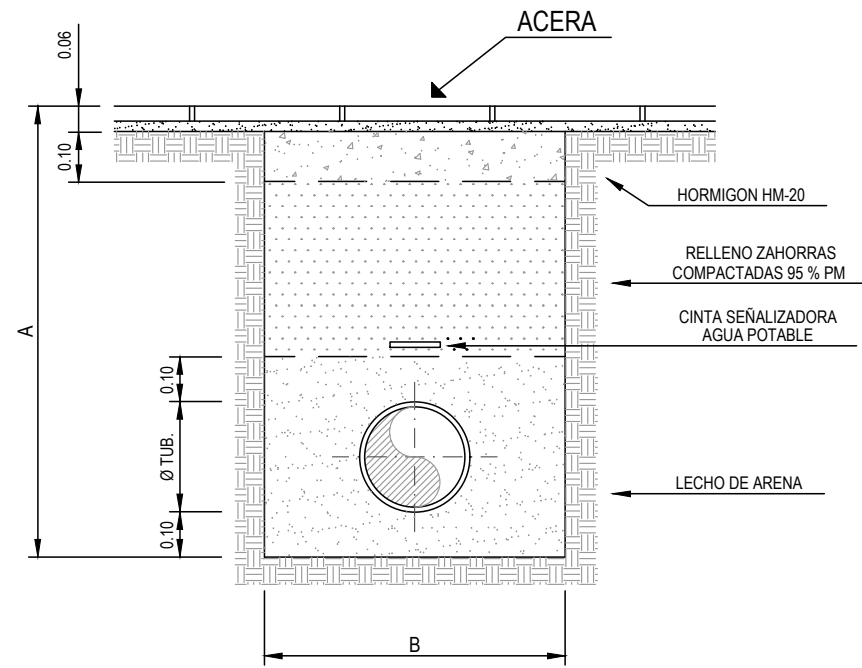 ACERA
0.06
0.10
HORMIGON HM-20
RELLENO ZAHORRAS
COMPACTADAS 95 % PM
A
CINTA SEÑALIZADORA
AGUA POTABLE
0.10
Ø TUB.
LECHO DE ARENA
0.10
B